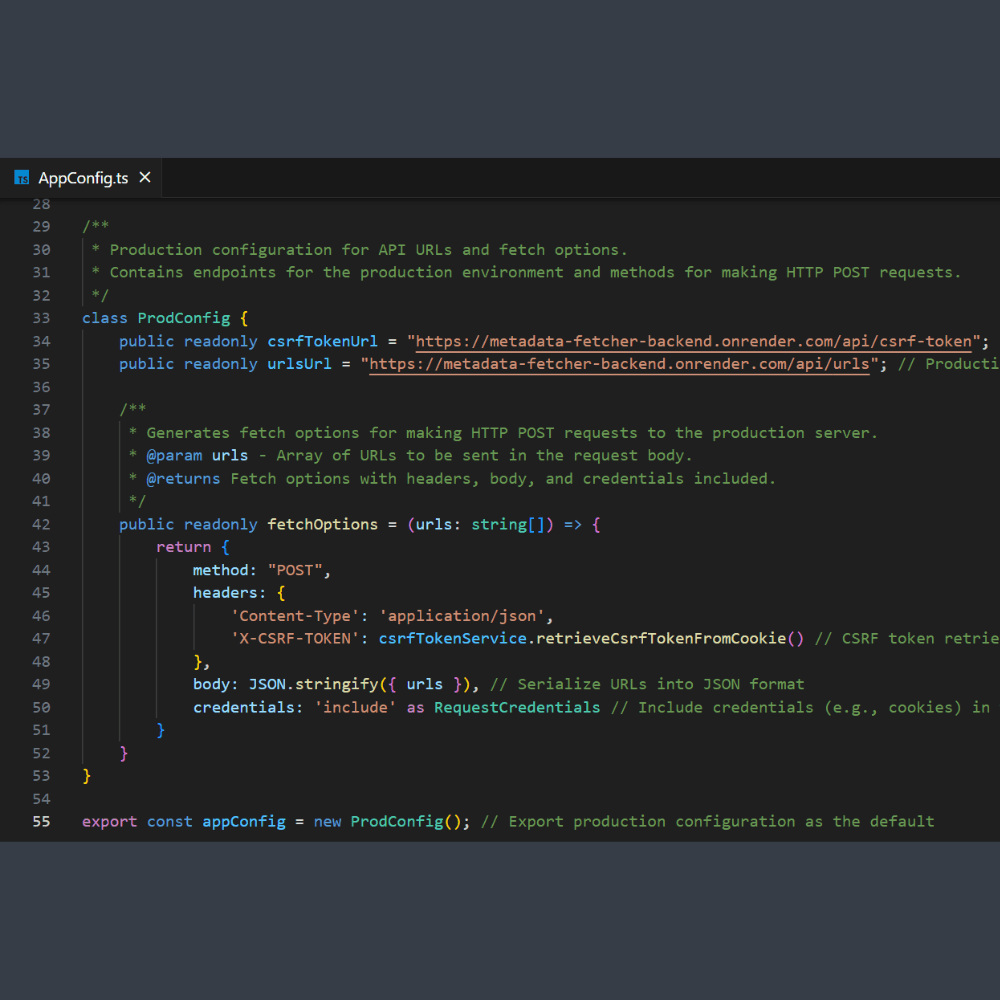 TS AppConfig.ts ×
28
29 /**
30  * Production configuration for API URLs and fetch options.
31  * Contains endpoints for the production environment and methods for making HTTP POST requests.
32  */
33 class ProdConfig {
34     public readonly csrfTokenUrl = "https://metadata-fetcher-backend.onrender.com/api/csrf-token";
35     public readonly urlsUrl = "https://metadata-fetcher-backend.onrender.com/api/urls"; // Producti
36
37     /**
38      * Generates fetch options for making HTTP POST requests to the production server.
39      * @param urls - Array of URLs to be sent in the request body.
40      * @returns Fetch options with headers, body, and credentials included.
41      */
42     public readonly fetchOptions = (urls: string[]) => {
43         return {
44             method: "POST",
45             headers: {
46                 'Content-Type': 'application/json',
47                 'X-CSRF-TOKEN': csrfTokenService.retrieveCsrfTokenFromCookie() // CSRF token retrie
48             },
49             body: JSON.stringify({ urls }), // Serialize URLs into JSON format
50             credentials: 'include' as RequestCredentials // Include credentials (e.g., cookies) in
51         }
52     }
53 }
54
55 export const appConfig = new ProdConfig(); // Export production configuration as the default